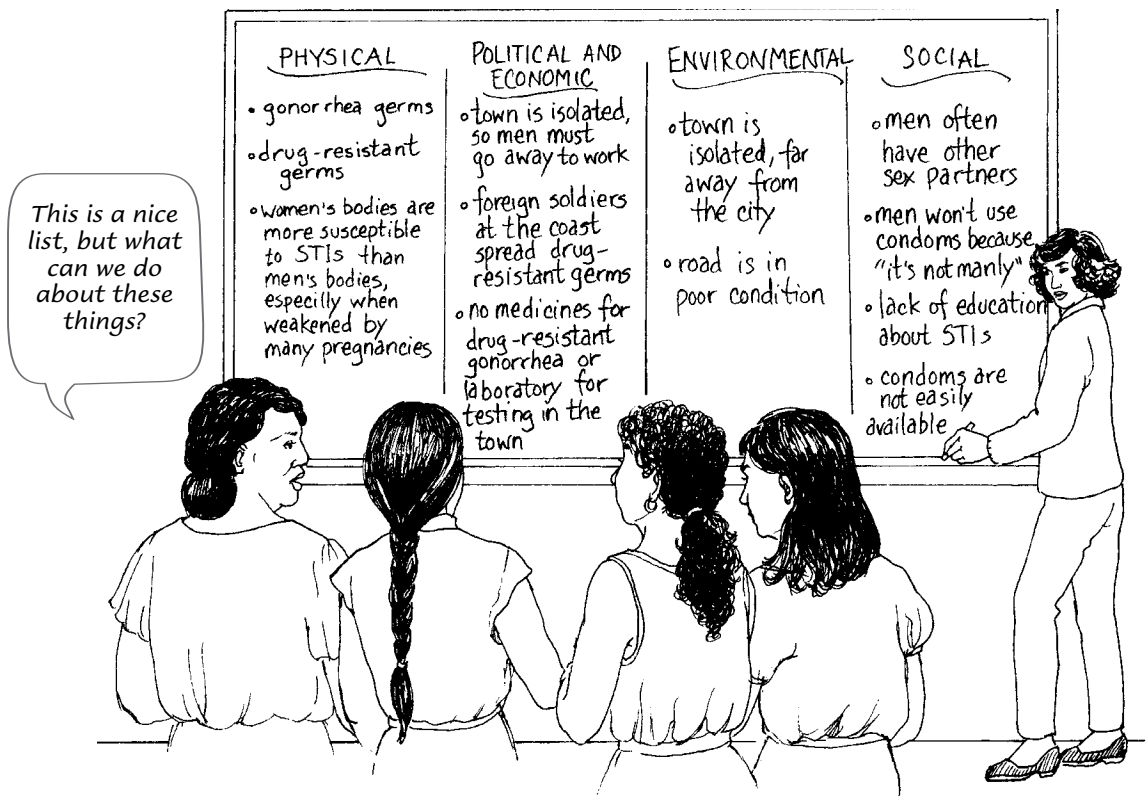 This is a nice
list, but what
can we do
about these
things?
PHYSICAL
• gonorrhea germs
• drug-resistant
germs
• women's bodies are
more susceptible
to STIs than
men's bodies,
especilly when
weakened by
many pregnancies
POLITICAL AND
ECONOMIC
• town is isolated,
so men must
go away to work
• foreign soldiers
at the coast
spread drug-
resistant germs
• no medicines for
drug-resistant
gonorrhea or
laboratory for
testing in the
town
ENVIRONMENTAL
• town is
isolated, far
away from
the city
• road is in
poor condition
SOCIAL
• men often
have other
sex partners
• men won't use
condoms because
"it's not manly"
• lack of education
about STIs
• condoms are
not easily
available